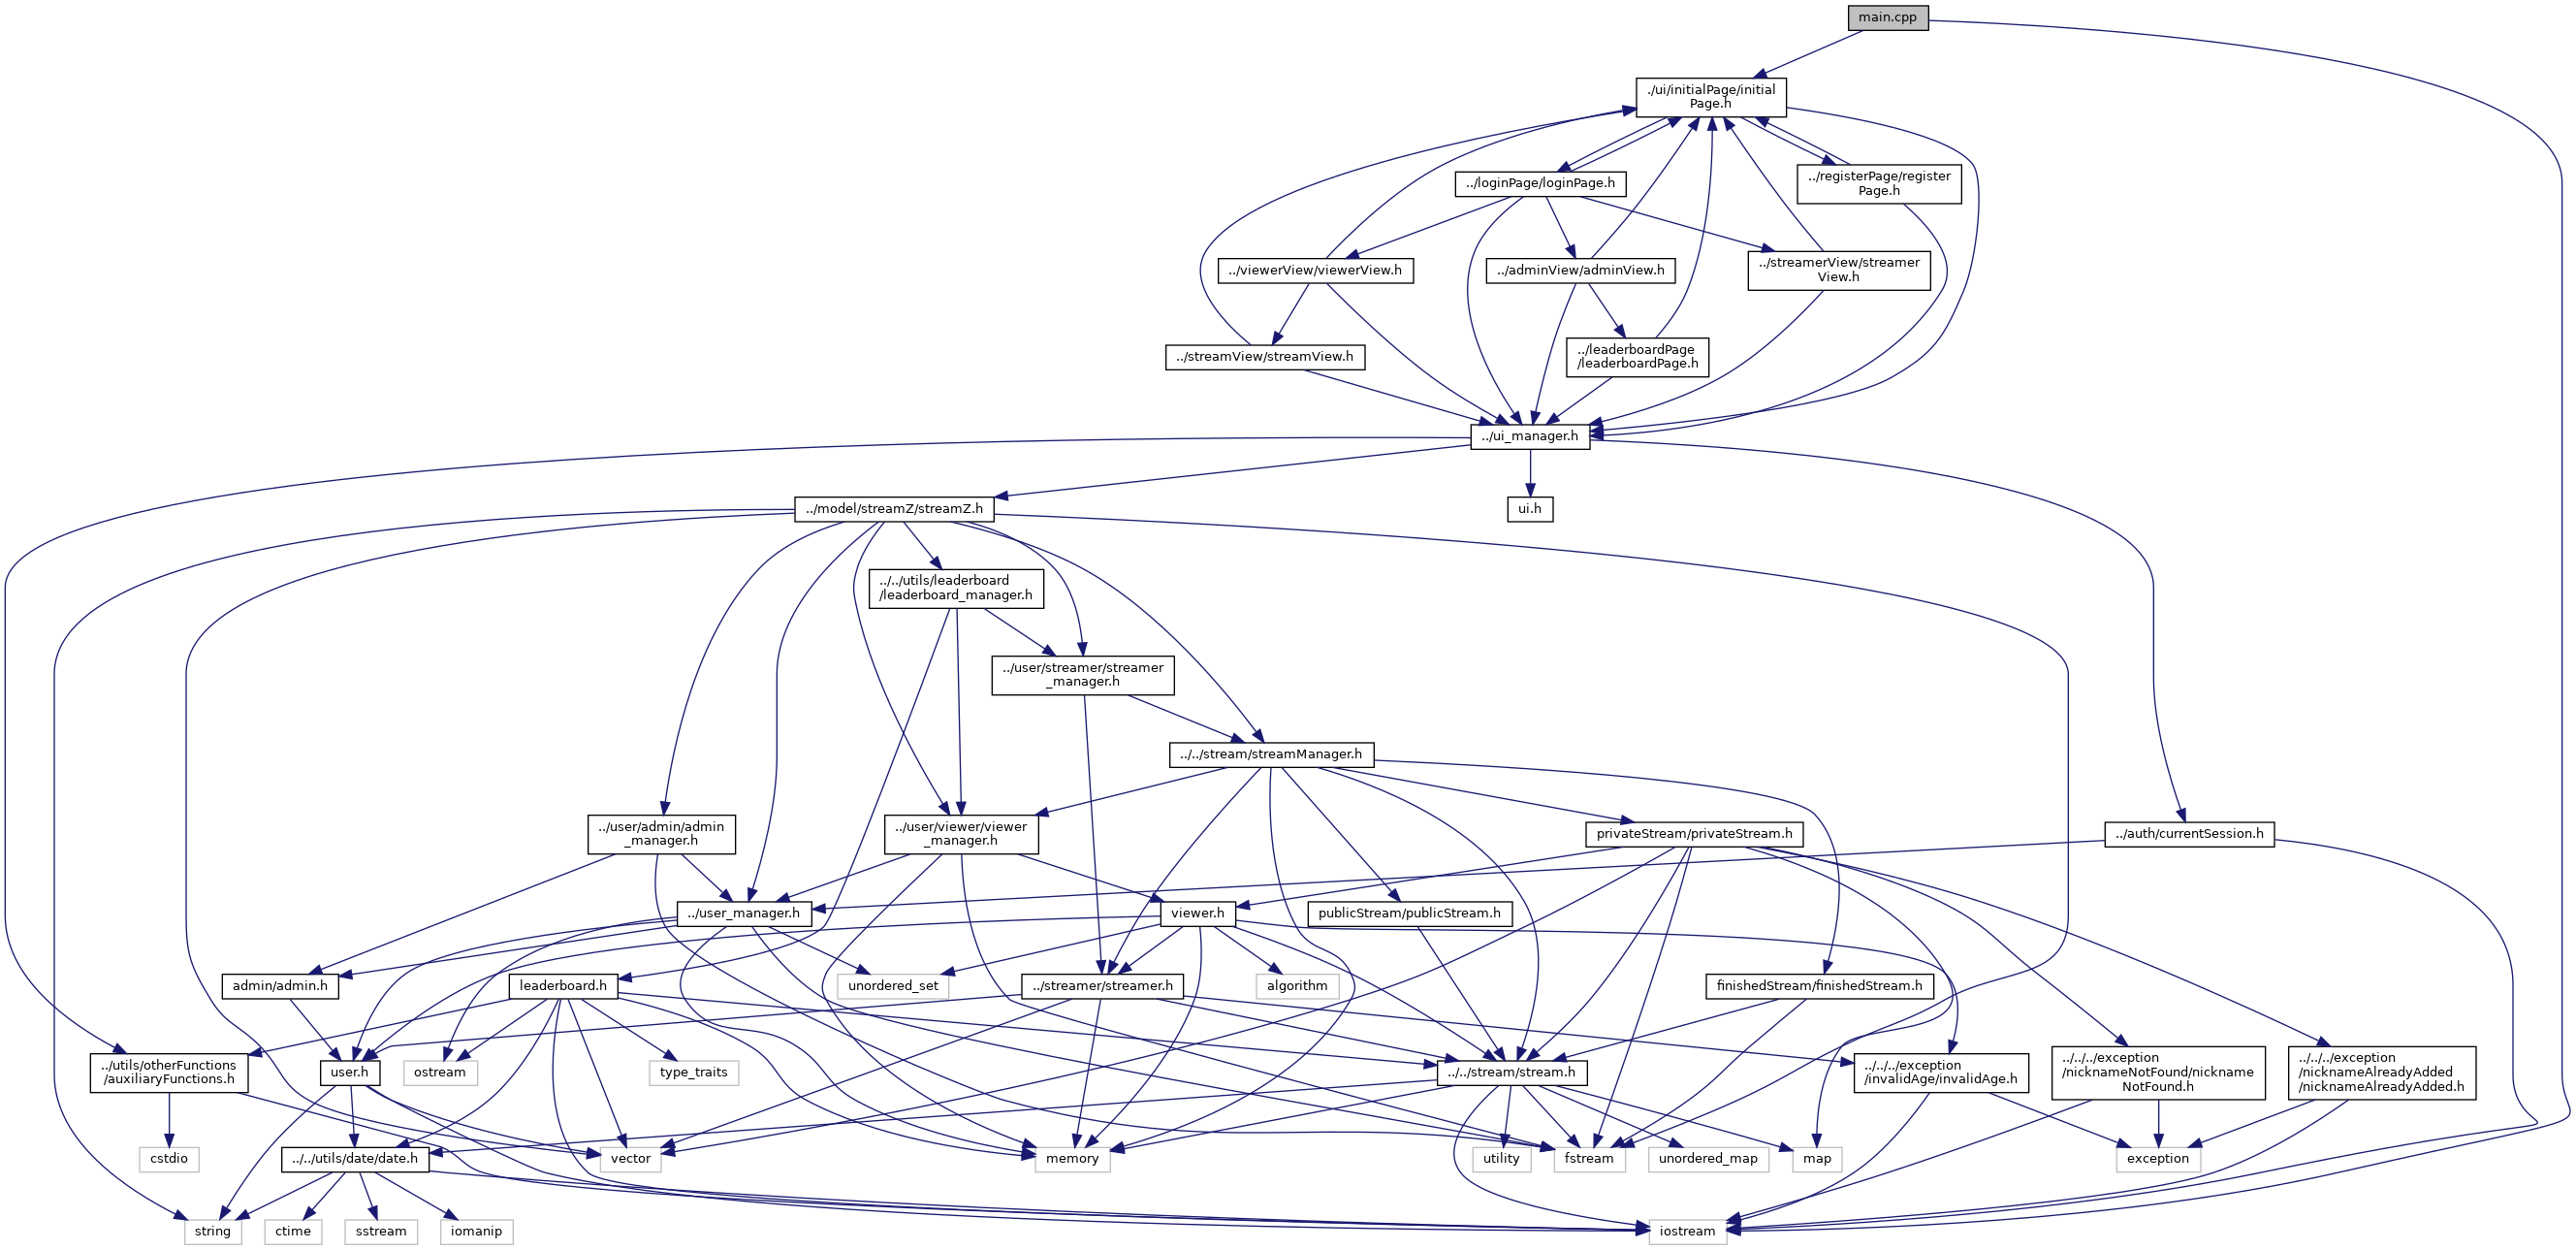 main.cpp
./ui/initialPage/initial
Page.h
../loginPage/loginPage.h
../registerPage/register
Page.h
../viewerView/viewerView.h
../adminView/adminView.h
../streamerView/streamer
View.h
../streamView/streamView.h
../leaderboardPage
/leaderboardPage.h
../ui_manager.h
../model/streamZ/streamZ.h
ui.h
../../utils/leaderboard
/leaderboard_manager.h
../user/streamer/streamer
_manager.h
../../stream/streamManager.h
../user/admin/admin
_manager.h
../user/viewer/viewer
_manager.h
privateStream/privateStream.h
../auth/currentSession.h
../user_manager.h
viewer.h
publicStream/publicStream.h
admin/admin.h
leaderboard.h
unordered_set
../streamer/streamer.h
algorithm
finishedStream/finishedStream.h
../utils/otherFunctions
/auxiliaryFunctions.h
user.h
ostream
type_traits
../../stream/stream.h
../../../exception
/invalidAge/invalidAge.h
../../../exception
/nicknameNotFound/nickname
NotFound.h
../../../exception
/nicknameAlreadyAdded
/nicknameAlreadyAdded.h
cstdio
../../utils/date/date.h
vector
memory
utility
fstream
unordered_map
map
exception
string
ctime
sstream
iomanip
iostream